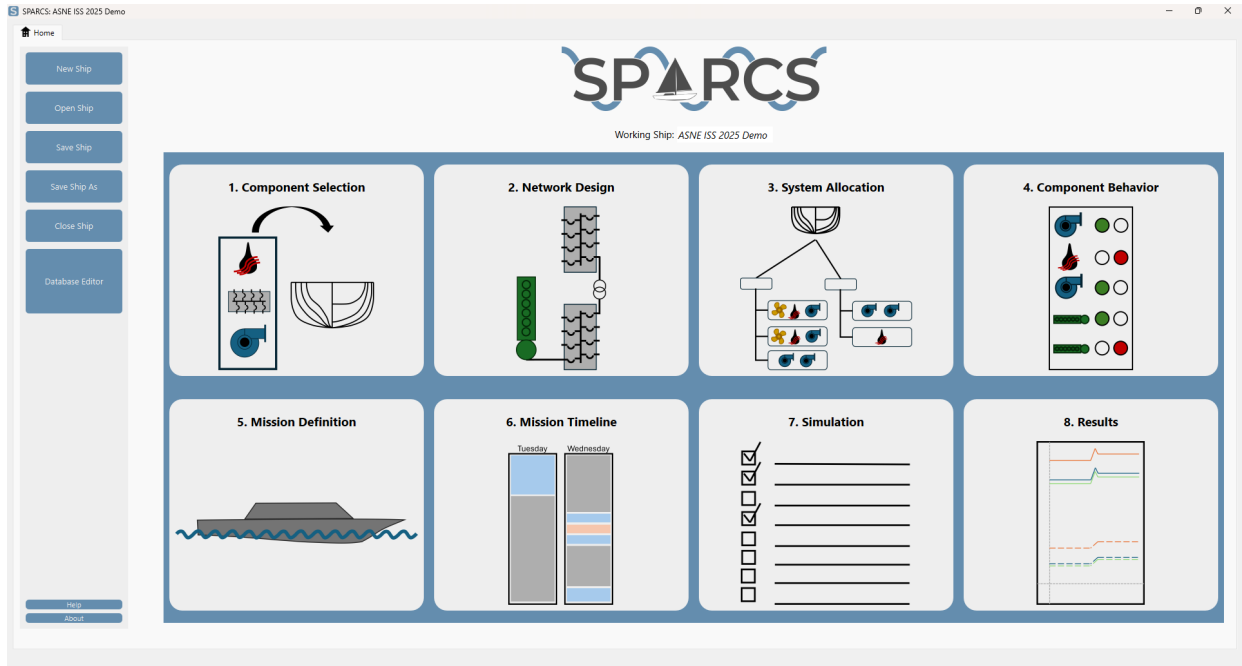 SPARCS: ASNE ISS 2025 Demo
Home
New Ship
Open Ship
Save Ship
Save Ship As
Close Ship
Database Editor
Help
About
SPARCS
Working Ship: ASNE ISS 2025 Demo
1. Component Selection
2. Network Design
3. System Allocation
4. Component Behavior
5. Mission Definition
6. Mission Timeline
Tuesday Wednesday
7. Simulation
8. Results